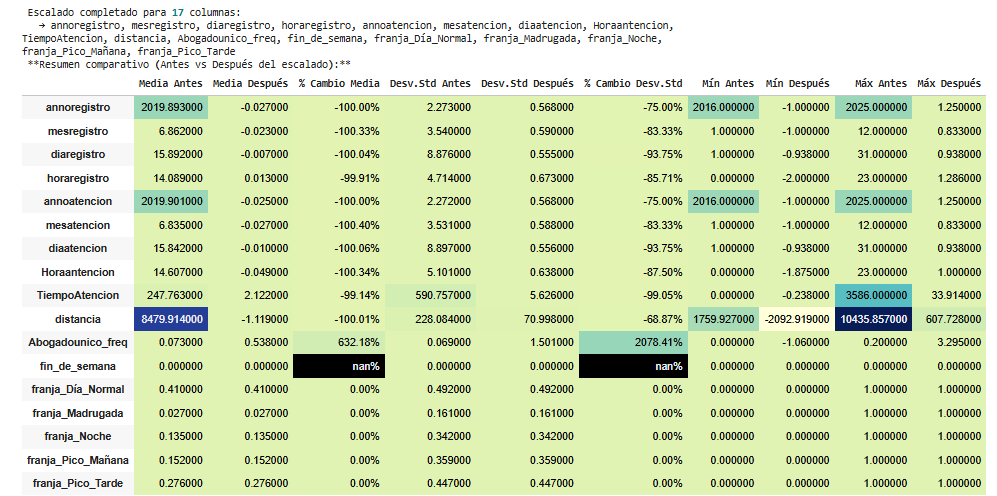 Escalado completado para 17 columnas:
→ annoregistro, mesregistro, diaregistro, horaregistro, annoatencion, mesatencion, diaatencion, Horaantencion,
TiempoAtencion, distancia, Abogadounico_freq, fin_de_semana, franja_Día_Normal, franja_Madrugada, franja_Noche,
franja_Pico_Mañana, franja_Pico_Tarde
**Resumen comparativo (Antes vs Después del escalado):**
Media Antes Media Después % Cambio Media Desv.Std Antes Desv.Std Después % Cambio Desv.Std Mín Antes Mín Después Máx Antes Máx Después
annoregistro 2019.893000 -0.027000 -100.00% 2.273000 0.568000 -75.00% 2016.000000 -1.000000 2025.000000 1.250000
mesregistro 6.862000 -0.023000 -100.33% 3.540000 0.590000 -83.33% 1.000000 -1.000000 12.000000 0.833000
diaregistro 15.892000 -0.007000 -100.04% 8.876000 0.555000 -93.75% 1.000000 -0.938000 31.000000 0.938000
horaregistro 14.089000 0.013000 -99.91% 4.714000 0.673000 -85.71% 0.000000 -2.000000 23.000000 1.286000
annoatencion 2019.901000 -0.025000 -100.00% 2.272000 0.568000 -75.00% 2016.000000 -1.000000 2025.000000 1.250000
mesatencion 6.835000 -0.027000 -100.40% 3.531000 0.588000 -83.33% 1.000000 -1.000000 12.000000 0.833000
diaatencion 15.842000 -0.010000 -100.06% 8.897000 0.556000 -93.75% 1.000000 -0.938000 31.000000 0.938000
Horaantencion 14.607000 -0.049000 -100.34% 5.101000 0.638000 -87.50% 0.000000 -1.875000 23.000000 1.000000
TiempoAtencion 247.763000 2.122000 -99.14% 590.757000 5.626000 -99.05% 0.000000 -0.238000 3586.000000 33.914000
distancia 8479.914000 -1.119000 -100.01% 228.084000 70.998000 -68.87% 1759.927000 -2092.919000 10435.857000 607.728000
Abogadounico_freq 0.073000 0.538000 632.18% 0.069000 1.501000 2078.41% 0.000000 -1.060000 0.200000 3.295000
fin_de_semana 0.000000 0.000000 nan% 0.000000 0.000000 nan% 0.000000 0.000000 0.000000 0.000000
franja_Día_Normal 0.410000 0.410000 0.00% 0.492000 0.492000 0.00% 0.000000 0.000000 1.000000 1.000000
franja_Madrugada 0.027000 0.027000 0.00% 0.161000 0.161000 0.00% 0.000000 0.000000 1.000000 1.000000
franja_Noche 0.135000 0.135000 0.00% 0.342000 0.342000 0.00% 0.000000 0.000000 1.000000 1.000000
franja_Pico_Mañana 0.152000 0.152000 0.00% 0.359000 0.359000 0.00% 0.000000 0.000000 1.000000 1.000000
franja_Pico_Tarde 0.276000 0.276000 0.00% 0.447000 0.447000 0.00% 0.000000 0.000000 1.000000 1.000000